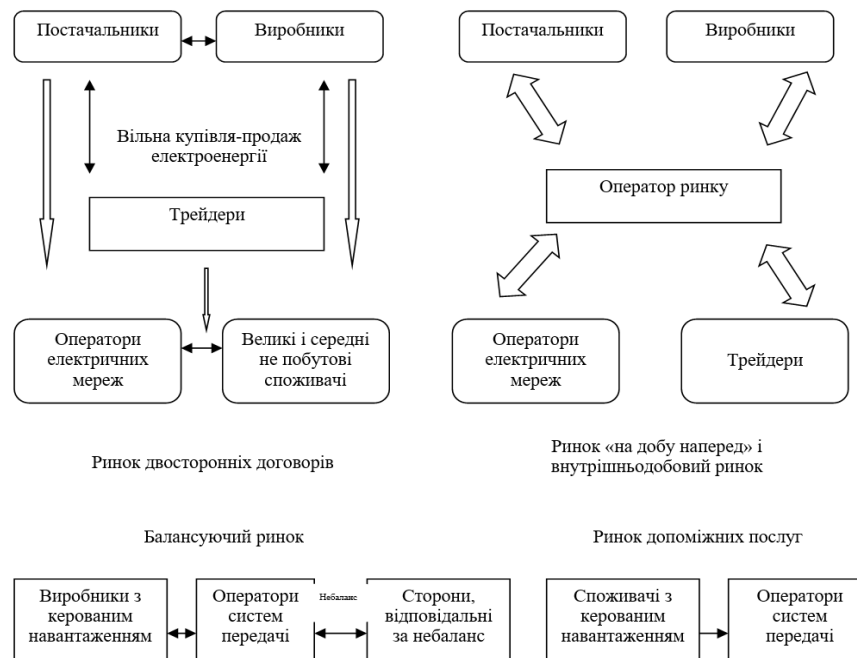 Постачальники
Виробники
Вільна купівля-продаж
електроенергії
Трейдери
Оператори
електричних
мереж
Великі і середні
не побутові
споживачі
Ринок двосторонніх договорів
Постачальники
Виробники
Оператор ринку
Оператори
електричних
мереж
Трейдери
Ринок «на добу наперед» і
внутрішньодобовий ринок
Балансуючий ринок
Виробники з
керованим
навантаженням
Оператори
систем
передачі
Небаланс
Сторони,
відповідальні
за небаланс
Ринок допоміжних послуг
Споживачі з
керованим
навантаженням
Оператори
систем
передачі